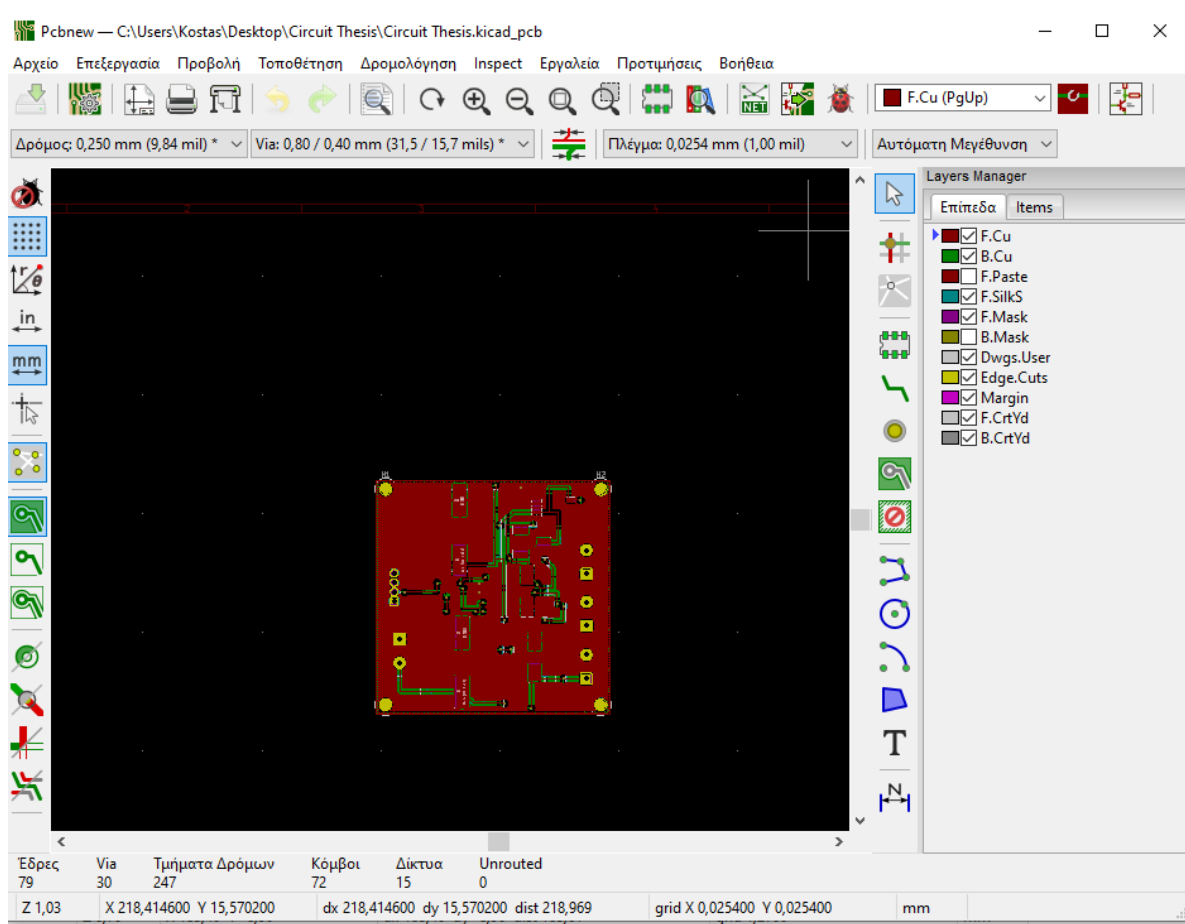 Pcbnew — C:\Users\Kostas\Desktop\Circuit Thesis\Circuit Thesis.kicad_pcb
Αρχείο Επεξεργασία Προβολή Τοποθέτηση Δρομολόγηση Inspect Εργαλεία Προτιμήσεις Βοήθεια
NET F.Cu (PgUp)
Δρόμος: 0,250 mm (9,84 mil) * Via: 0,80 / 0,40 mm (31,5 / 15,7 mils) * Πλέγμα: 0,0254 mm (1,00 mil) Αυτόματη Μεγέθυνση
Layers Manager
Επίπεδα Items
F.Cu
B.Cu
F.Paste
F.SilkS
F.Mask
B.Mask
Dwgs.User
Edge.Cuts
Margin
F.CrtYd
B.CrtYd
2 3 4
r θ
in
mm
H1 H2
T
N
Έδρες Via Τμήματα Δρόμων Κόμβοι Δίκτυα Unrouted
79 30 247 72 15 0
Z 1,03 X 218,414600 Y 15,570200 dx 218,414600 dy 15,570200 dist 218,969 grid X 0,025400 Y 0,025400 mm